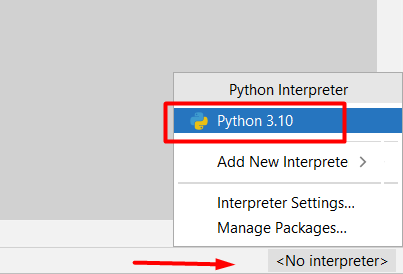 Python Interpreter
Python 3.10
Add New Interprete
Interpreter Settings...
Manage Packages...
<No interpreter>